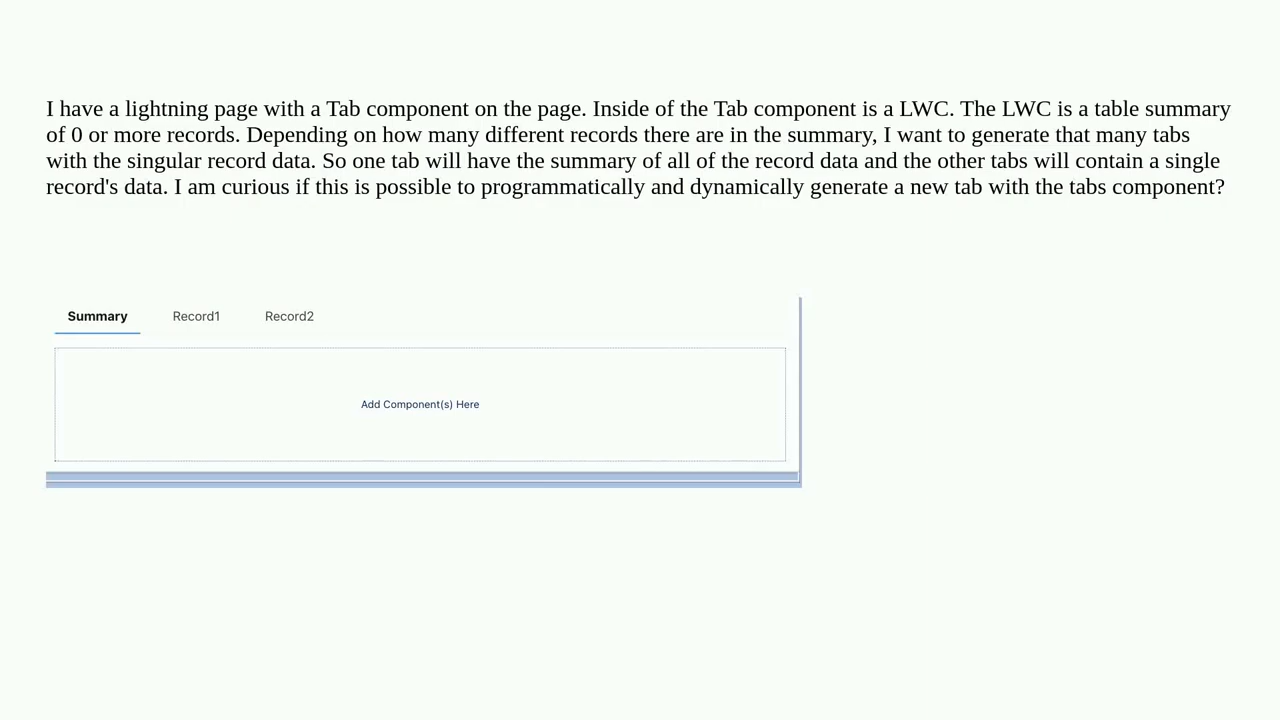 I have a lightning page with a Tab component on the page. Inside of the Tab component is a LWC. The LWC is a table summary
of 0 or more records. Depending on how many different records there are in the summary, I want to generate that many tabs
with the singular record data. So one tab will have the summary of all of the record data and the other tabs will contain a single
record's data. I am curious if this is possible to programmatically and dynamically generate a new tab with the tabs component?
Summary Record1 Record2
Add Component(s) Here